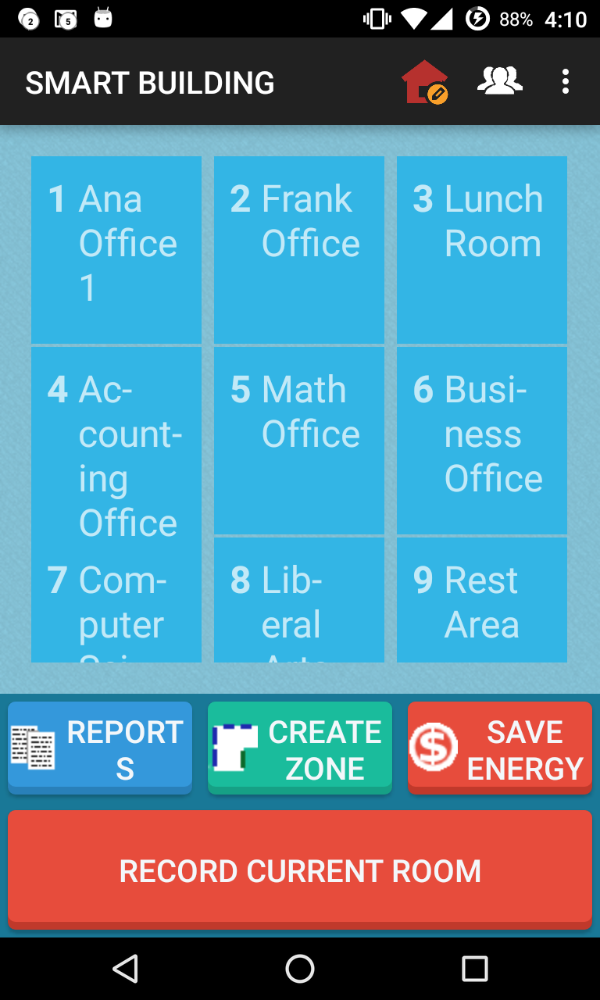 2 5 88% 4:10
SMART BUILDING
1 Ana
Office
1
2 Frank
Office
3 Lunch
Room
4 Ac-
count-
ing
Office
5 Math
Office
6 Busi-
ness
Office
7 Com-
puter
8 Lib-
eral
9 Rest
Area
REPORT
S
CREATE
ZONE
SAVE
ENERGY
RECORD CURRENT ROOM